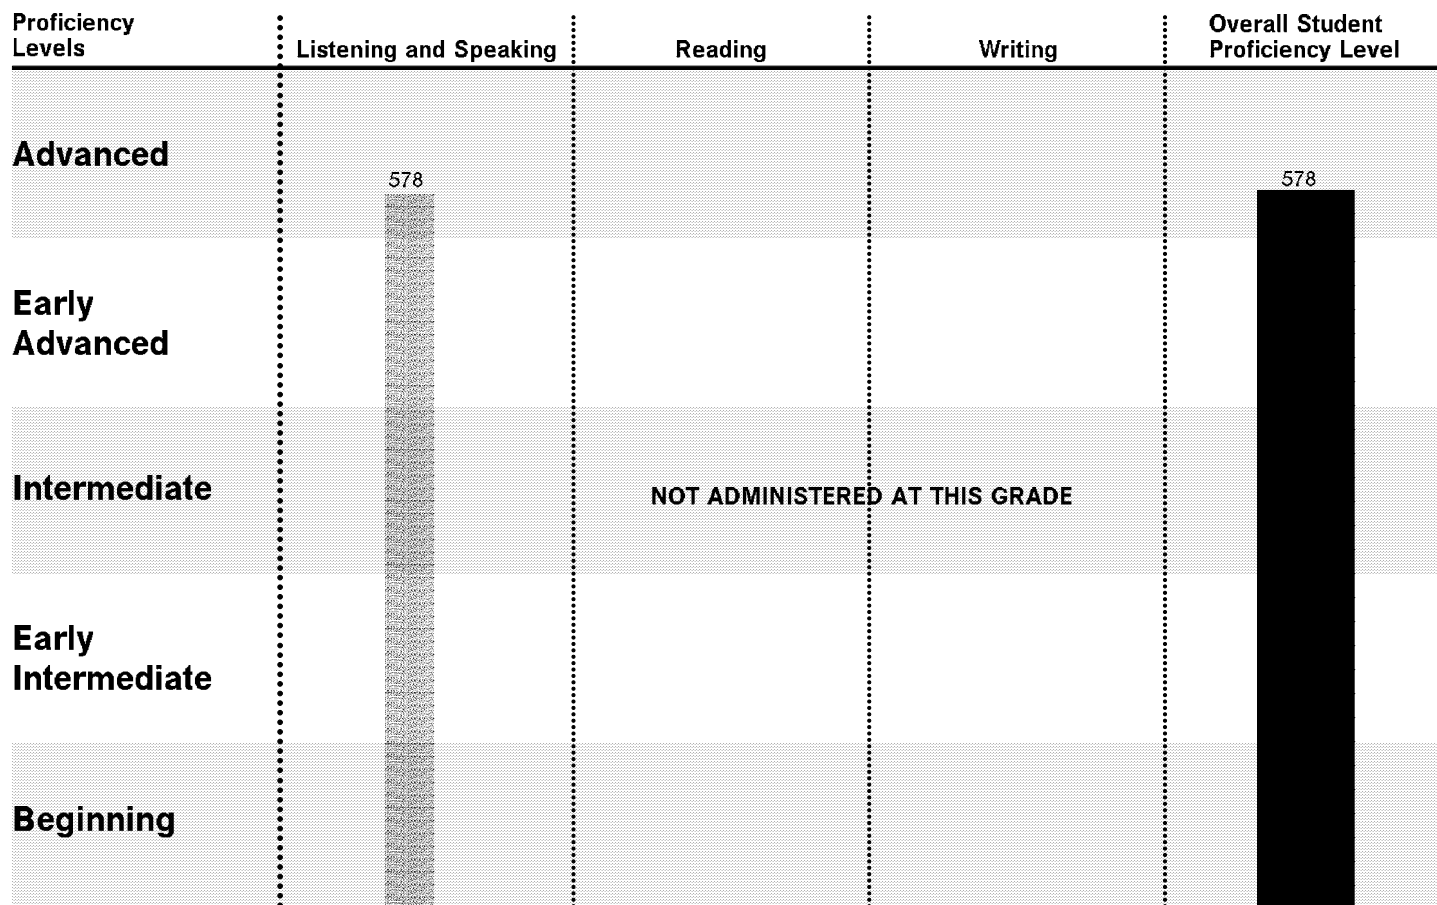 Proficiency
Levels
Listening and Speaking
Reading
Writing
Overall Student
Proficiency Level
Advanced
578
578
Early
Advanced
Intermediate
NOT ADMINISTERED AT THIS GRADE
Early
Intermediate
Beginning